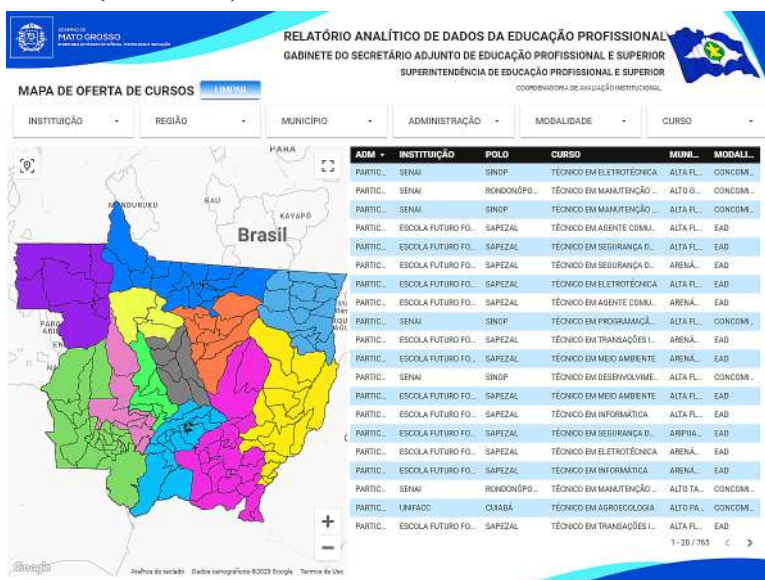 GOVERNO DE
MATO GROSSO
RELATÓRIO ANALÍTICO DE DADOS DA EDUCAÇÃO PROFISSIONAL
GABINETE DO SECRETÁRIO ADJUNTO DE EDUCAÇÃO PROFISSIONAL E SUPERIOR
SUPERINTENDÊNCIA DE EDUCAÇÃO PROFISSIONAL E SUPERIOR
COORDENADORIA DE AVALIAÇÃO INSTITUCIONAL
MAPA DE OFERTA DE CURSOS LIMPAR
INSTITUIÇÃO REGIÃO MUNICÍPIO ADMINISTRAÇÃO MODALIDADE CURSO
PARÁ
BAÚ
KAYAPÓ
Brasil
ADM INSTITUIÇÃO POLO CURSO MUNI... MODALI...
PARTIC... SENAI SINOP TÉCNICO EM ELETROTÉCNICA ALTA FL... CONCOMI...
PARTIC... SENAI RONDONÓPO... TÉCNICO EM MANUTENÇÃO ... ALTO G... CONCOMI...
PARTIC... SENAI SINOP TÉCNICO EM MANUTENÇÃO ... ALTA FL... CONCOMI...
PARTIC... ESCOLA FUTURO FO... SAPEZAL TÉCNICO EM AGENTE COMU... ALTA FL... EAD
PARTIC... ESCOLA FUTURO FO... SAPEZAL TÉCNICO EM SEGURANÇA D... ALTA FL... EAD
PARTIC... ESCOLA FUTURO FO... SAPEZAL TÉCNICO EM SEGURANÇA D... ARENÁ... EAD
PARTIC... ESCOLA FUTURO FO... SAPEZAL TÉCNICO EM ELETROTÉCNICA ALTA FL... EAD
PARTIC... ESCOLA FUTURO FO... SAPEZAL TÉCNICO EM AGENTE COMU... ARENÁ... EAD
PARTIC... SENAI SINOP TÉCNICO EM PROGRAMAÇÃ... ALTA FL... CONCOMI...
PARTIC... ESCOLA FUTURO FO... SAPEZAL TÉCNICO EM TRANSAÇÕES I... ARENÁ... EAD
PARTIC... ESCOLA FUTURO FO... SAPEZAL TÉCNICO EM MEIO AMBIENTE ARENÁ... EAD
PARTIC... SENAI SINOP TÉCNICO EM DESENVOLVIME... ALTA FL... CONCOMI...
PARTIC... ESCOLA FUTURO FO... SAPEZAL TÉCNICO EM MEIO AMBIENTE ALTA FL... EAD
PARTIC... ESCOLA FUTURO FO... SAPEZAL TÉCNICO EM INFORMÁTICA ALTA FL... EAD
PARTIC... ESCOLA FUTURO FO... SAPEZAL TÉCNICO EM SEGURANÇA D... ARIPUA... EAD
PARTIC... ESCOLA FUTURO FO... SAPEZAL TÉCNICO EM ELETROTÉCNICA ARENÁ... EAD
PARTIC... ESCOLA FUTURO FO... SAPEZAL TÉCNICO EM INFORMÁTICA ARENÁ... EAD
PARTIC... SENAI RONDONÓPO... TÉCNICO EM MANUTENÇÃO ... ALTO TA... CONCOMI...
PARTIC... UNIFACC CUIABÁ TÉCNICO EM AGROECOLOGIA ALTO PA... CONCOMI...
PARTIC... ESCOLA FUTURO FO... SAPEZAL TÉCNICO EM TRANSAÇÕES I... ALTA FL... EAD
1 - 20 / 765 < >
Google Atalhos do teclado Dados cartográficos ©2023 Google Termos de Uso